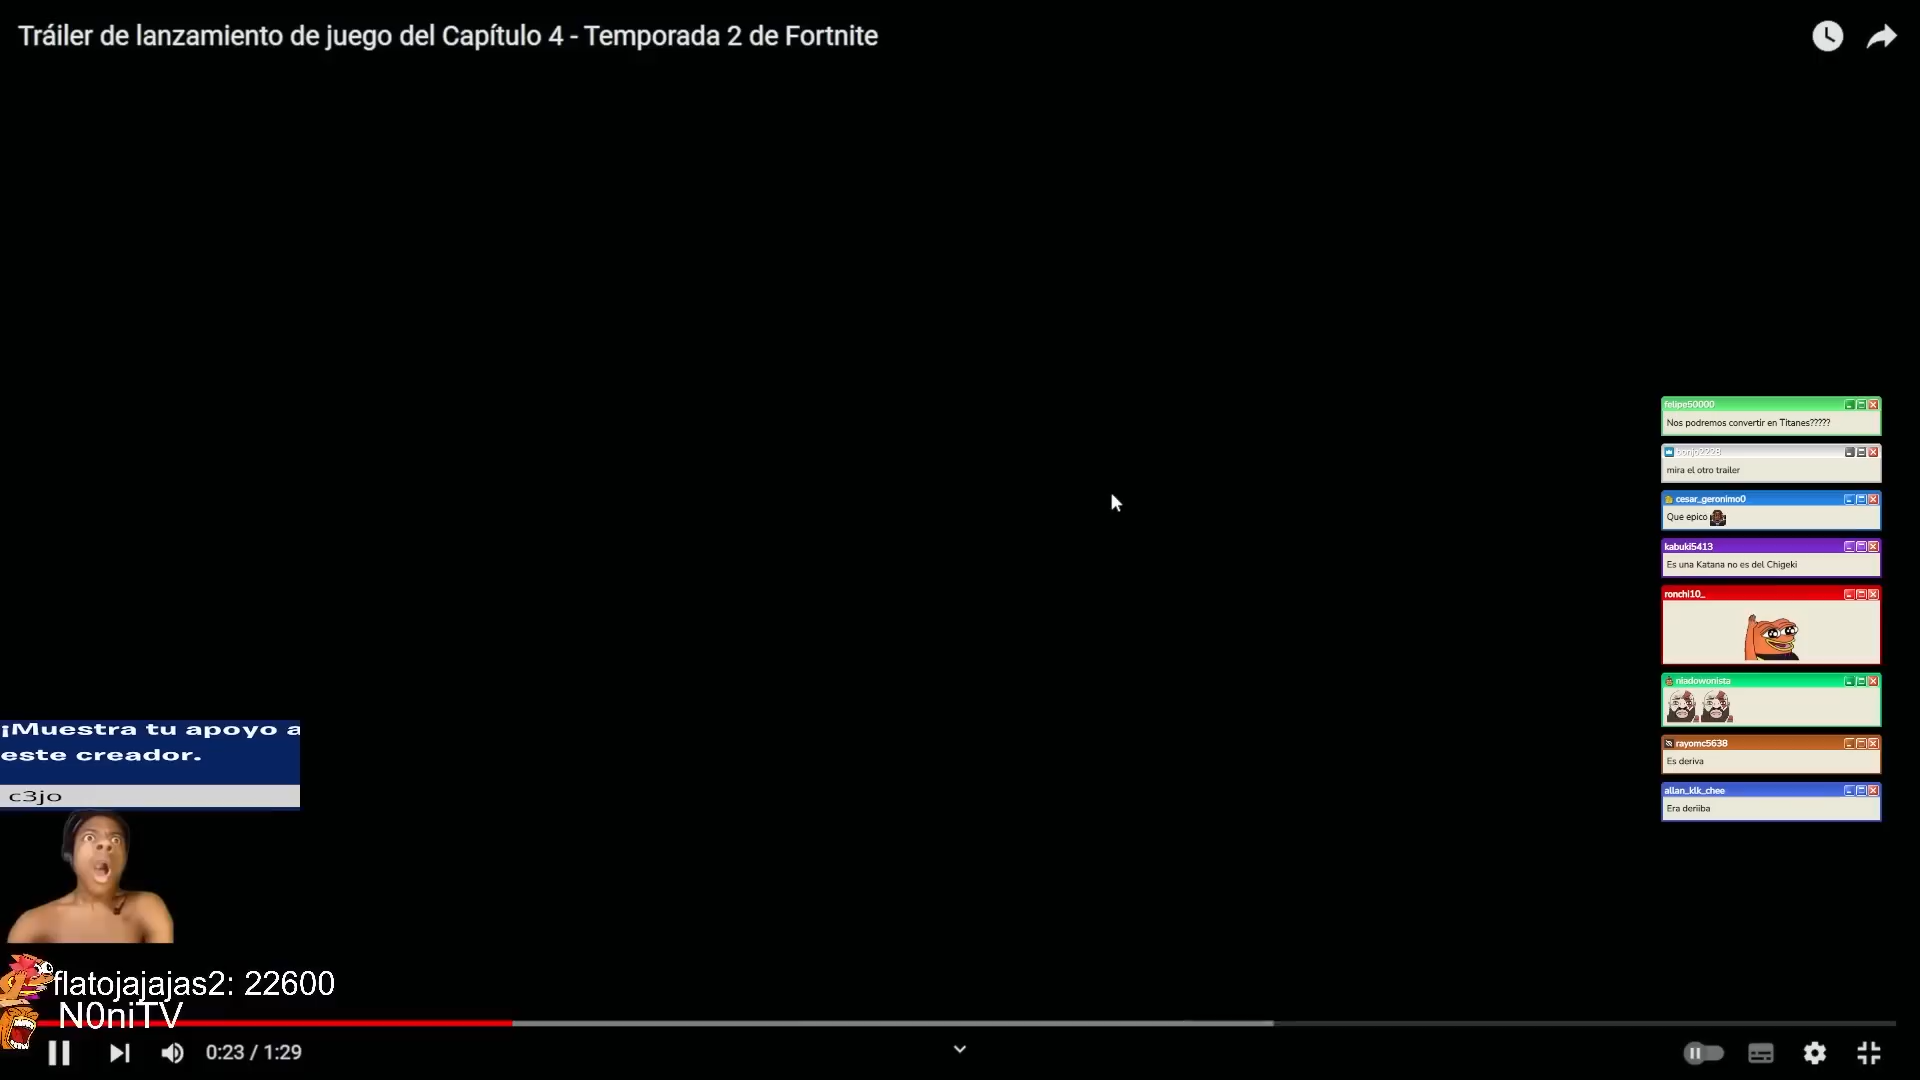 Tráiler de lanzamiento de juego del Capítulo 4 - Temporada 2 de Fortnite
felipe50000
Nos podremos convertir en Titanes?????
mira el otro trailer
cesar_geronimo0
Que epico
kabuki5413
Es una Katana no es del Chigeki
ronchi10_
niadowonista
rayomc5638
Es deriva
allan_klk_chee
Era deriiba
¡Muestra tu apoyo a
este creador.
c3jo
flatojajajas2: 22600
N0niTV
0:23 / 1:29